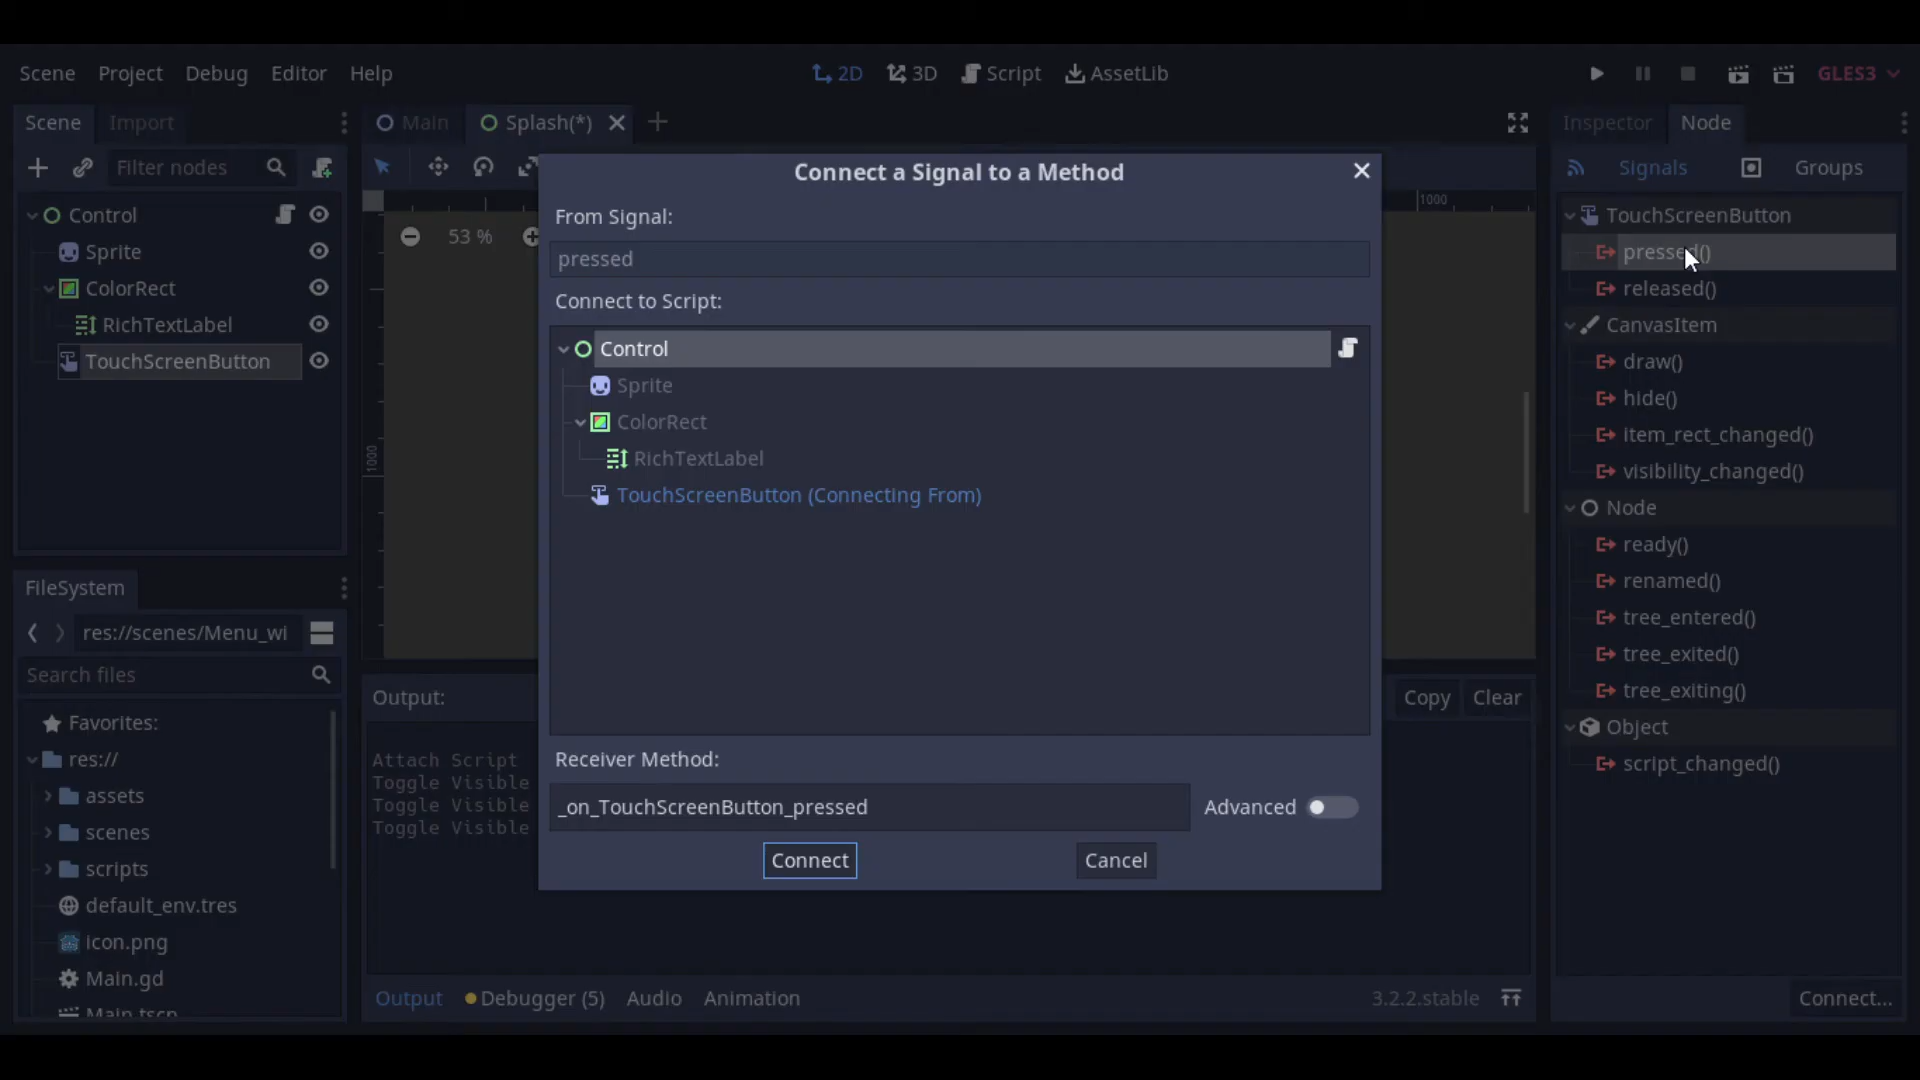 Scene Project Debug Editor Help 2D 3D Script AssetLib GLES3
Scene Import Main Splash(*) Inspector Node
Filter nodes Signals Groups
Control
Sprite
ColorRect
RichTextLabel
TouchScreenButton
53 %
1000
1000
Connect a Signal to a Method
From Signal:
pressed
Connect to Script:
Control
Sprite
ColorRect
RichTextLabel
TouchScreenButton (Connecting From)
Receiver Method:
_on_TouchScreenButton_pressed Advanced
Connect Cancel
TouchScreenButton
pressed()
released()
CanvasItem
draw()
hide()
item_rect_changed()
visibility_changed()
Node
ready()
renamed()
tree_entered()
tree_exited()
tree_exiting()
Object
script_changed()
Connect...
FileSystem
res://scenes/Menu_wi
Search files
Favorites:
res://
assets
scenes
scripts
default_env.tres
icon.png
Main.gd
Main.tscn
Output: Copy Clear
Attach Script
Toggle Visible
Toggle Visible
Toggle Visible
Output Debugger (5) Audio Animation 3.2.2.stable